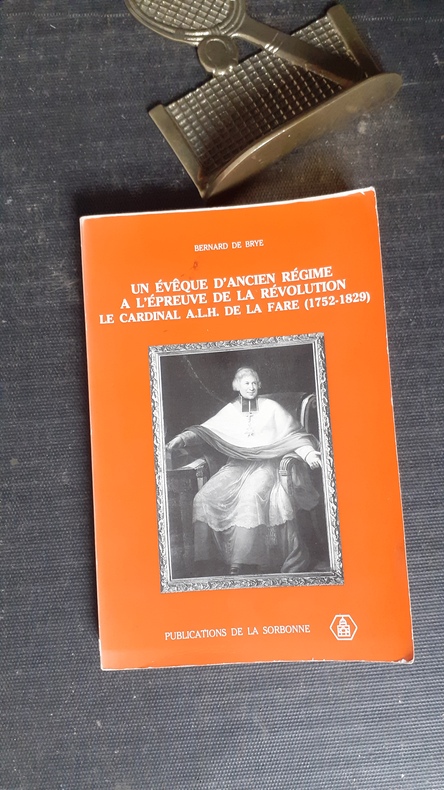 BERNARD DE BRYE
UN ÉVÊQUE D'ANCIEN RÉGIME
A L'ÉPREUVE DE LA RÉVOLUTION
LE CARDINAL A.L.H. DE LA FARE (1752-1829)
PUBLICATIONS DE LA SORBONNE